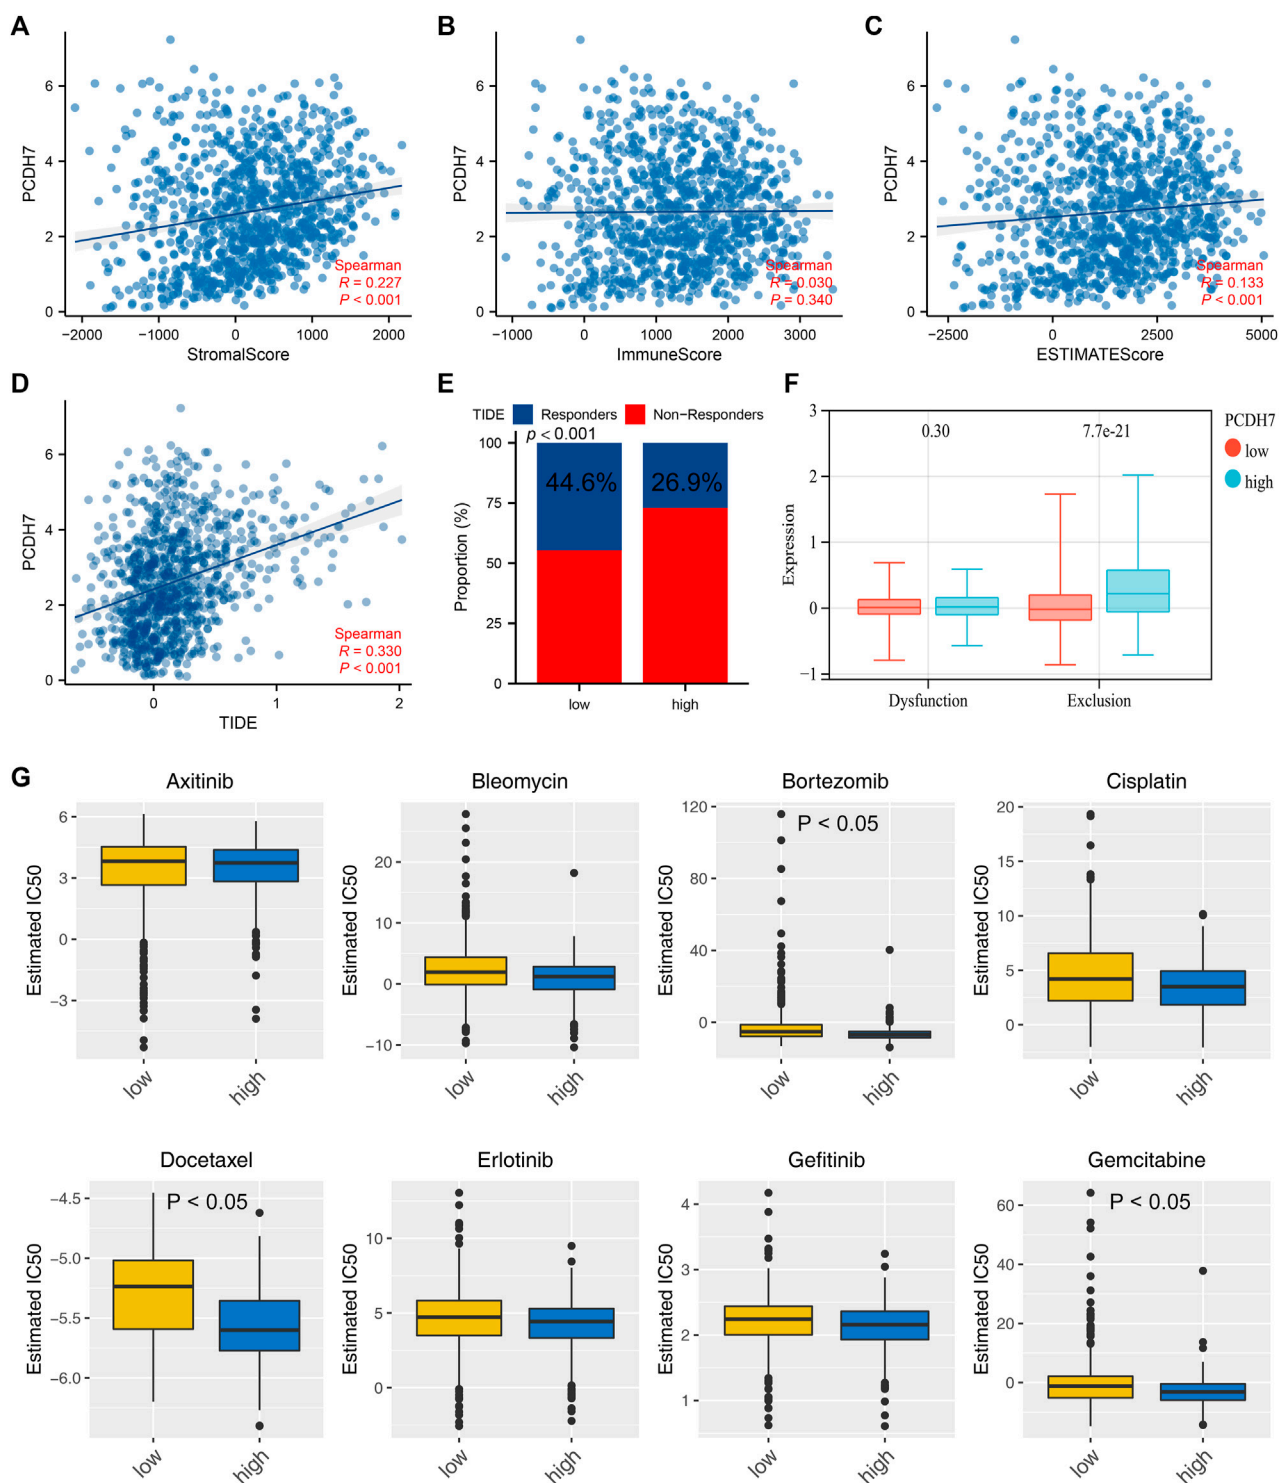 A
PCDH7
6
4
2
0
−2000 −1000 0 1000 2000
StromalScore
Spearman
R = 0.227
P < 0.001
B
PCDH7
6
4
2
0
−1000 0 1000 2000 3000
ImmuneScore
Spearman
R = 0.030
P = 0.340
C
PCDH7
6
4
2
0
−2500 0 2500 5000
ESTIMATEScore
Spearman
R = 0.133
P < 0.001
D
PCDH7
6
4
2
0
0 1 2
TIDE
Spearman
R = 0.330
P < 0.001
E
TIDE Responders Non−Responders
p < 0.001
Proportion (%)
100
75
50
25
0
44.6% 26.9%
low high
F
Expression
3
2
1
0
−1
0.30 7.7e-21
Dysfunction Exclusion
PCDH7
low
high
G
Axitinib
Estimated IC50
6
3
0
−3
low high
Bleomycin
Estimated IC50
20
10
0
−10
low high
Bortezomib
P < 0.05
Estimated IC50
120
80
40
0
low high
Cisplatin
Estimated IC50
20
15
10
5
0
low high
Docetaxel
P < 0.05
Estimated IC50
−4.5
−5.0
−5.5
−6.0
low high
Erlotinib
Estimated IC50
10
5
0
low high
Gefitinib
Estimated IC50
4
3
2
1
low high
Gemcitabine
P < 0.05
Estimated IC50
60
40
20
0
low high